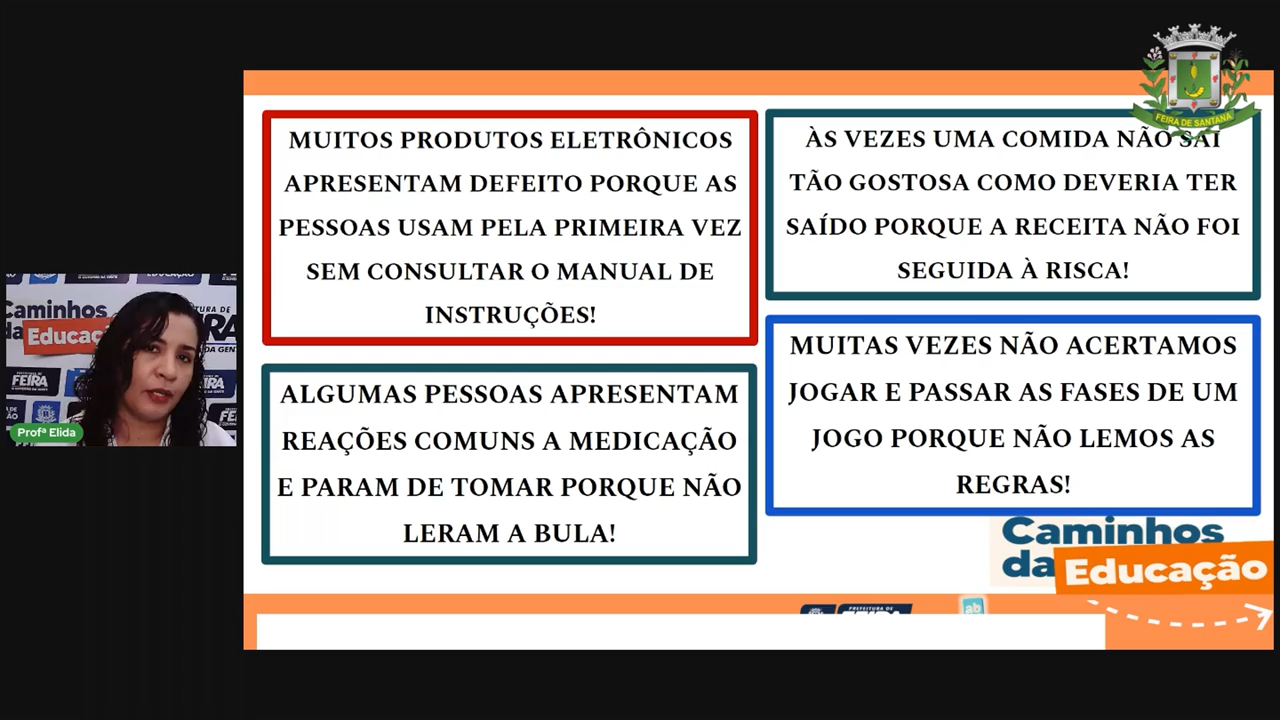 MUITOS PRODUTOS ELETRÔNICOS
APRESENTAM DEFEITO PORQUE AS
PESSOAS USAM PELA PRIMEIRA VEZ
SEM CONSULTAR O MANUAL DE
INSTRUÇÕES!
ÀS VEZES UMA COMIDA NÃO SAI
TÃO GOSTOSA COMO DEVERIA TER
SAÍDO PORQUE A RECEITA NÃO FOI
SEGUIDA À RISCA!
ALGUMAS PESSOAS APRESENTAM
REAÇÕES COMUNS A MEDICAÇÃO
E PARAM DE TOMAR PORQUE NÃO
LERAM A BULA!
MUITAS VEZES NÃO ACERTAMOS
JOGAR E PASSAR AS FASES DE UM
JOGO PORQUE NÃO LEMOS AS
REGRAS!
FEIRA DE SANTANA
Caminhos
da Educação
PREFEITURA DE
Caminhos
FEIRA
Profª Elida